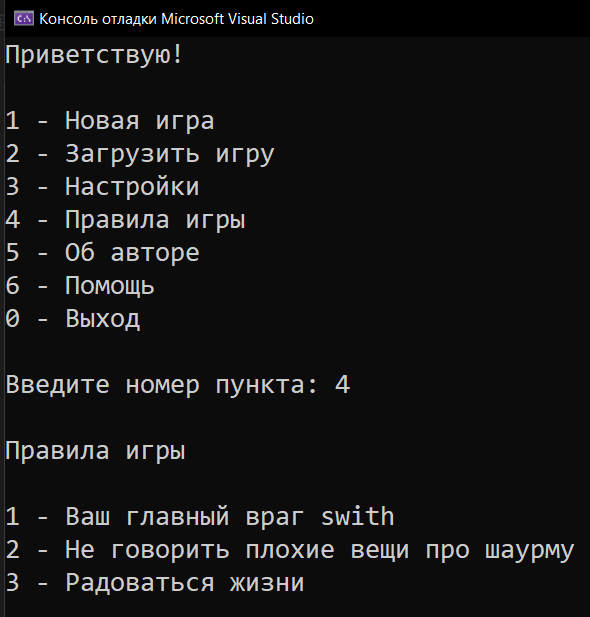 Консоль отладки Microsoft Visual Studio
Приветствую!
1 - Новая игра
2 - Загрузить игру
3 - Настройки
4 - Правила игры
5 - Об авторе
6 - Помощь
0 - Выход
Введите номер пункта: 4
Правила игры
1 - Ваш главный враг swith
2 - Не говорить плохие вещи про шаурму
3 - Радоваться жизни